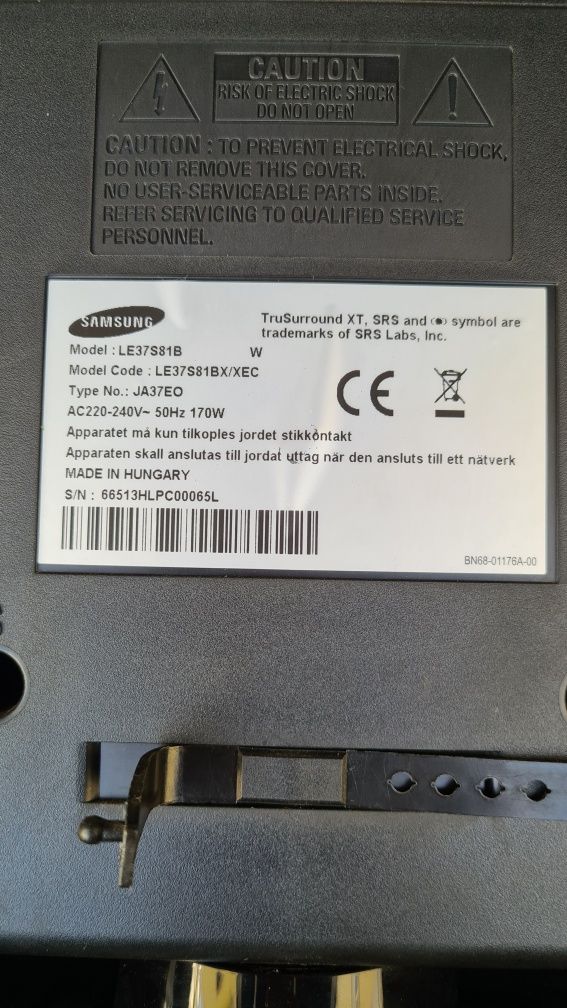 CAUTION
RISK OF ELECTRIC SHOCK
DO NOT OPEN
CAUTION : TO PREVENT ELECTRICAL SHOCK,
DO NOT REMOVE THIS COVER.
NO USER-SERVICEABLE PARTS INSIDE.
REFER SERVICING TO QUALIFIED SERVICE
PERSONNEL.
SAMSUNG
TruSurround XT, SRS and (●) symbol are
trademarks of SRS Labs, Inc.
Model : LE37S81B W
Model Code : LE37S81BX/XEC
Type No.: JA37EO
AC220-240V~ 50Hz 170W
CE
Apparatet må kun tilkoples jordet stikkontakt
Apparaten skall anslutas till jordat uttag när den ansluts till ett nätverk
MADE IN HUNGARY
S/N : 66513HLPC00065L
BN68-01176A-00